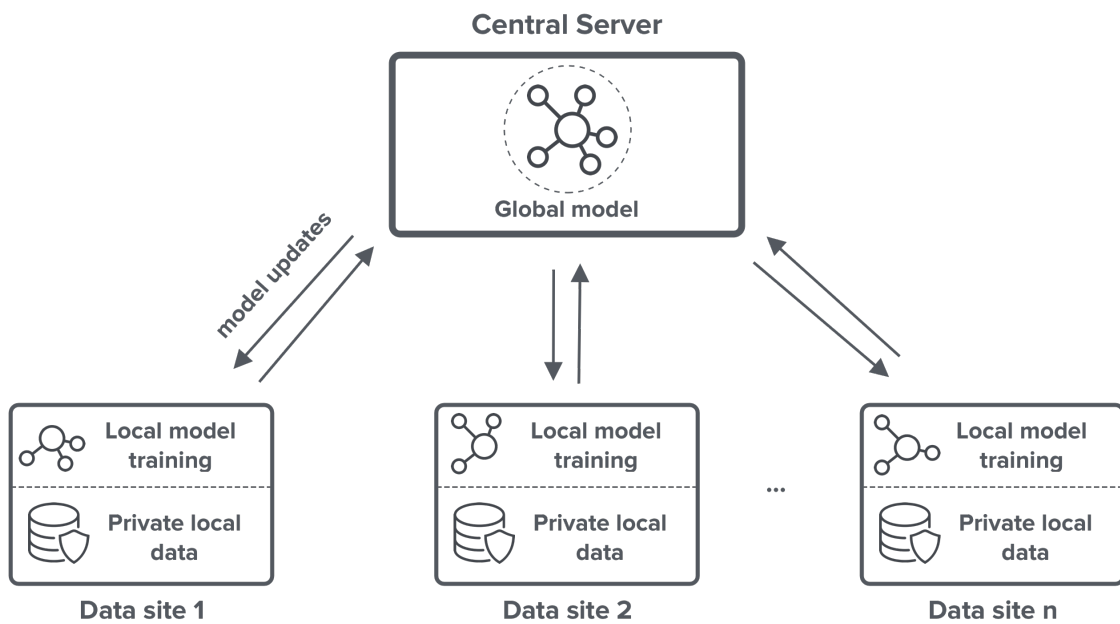 Central Server
Global model
model updates
Local model
training
Private local
data
Data site 1
Local model
training
Private local
data
Data site 2
...
Local model
training
Private local
data
Data site n